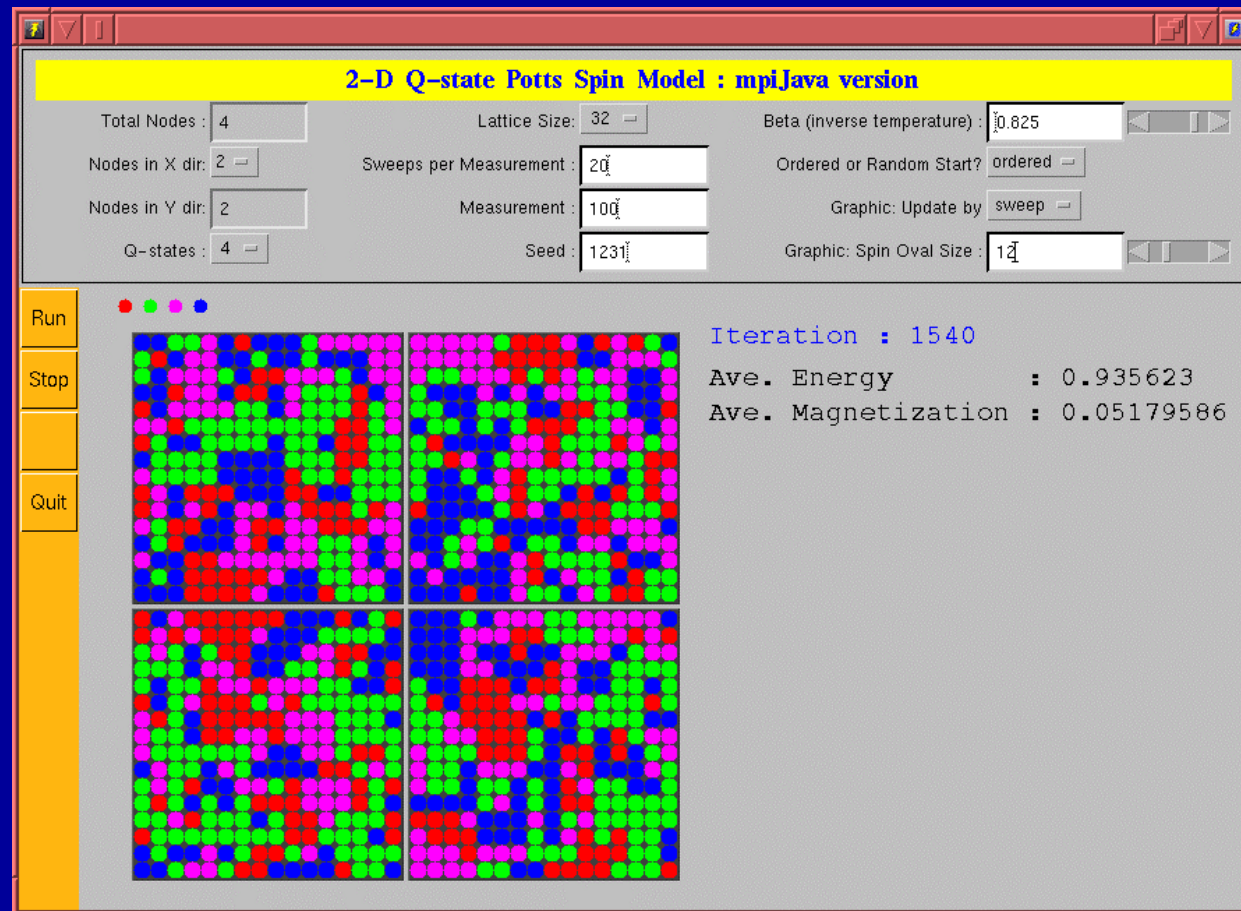 2-D Q-state Potts Spin Model : mpiJava version
Total Nodes : 4 Lattice Size: 32 Beta (inverse temperature) : 0.825
Nodes in X dir: 2 Sweeps per Measurement : 20 Ordered or Random Start? ordered
Nodes in Y dir: 2 Measurement : 100 Graphic: Update by sweep
Q-states : 4 Seed : 1231 Graphic: Spin Oval Size : 12
Run
Stop
Quit
Iteration : 1540
Ave. Energy : 0.935623
Ave. Magnetization : 0.05179586